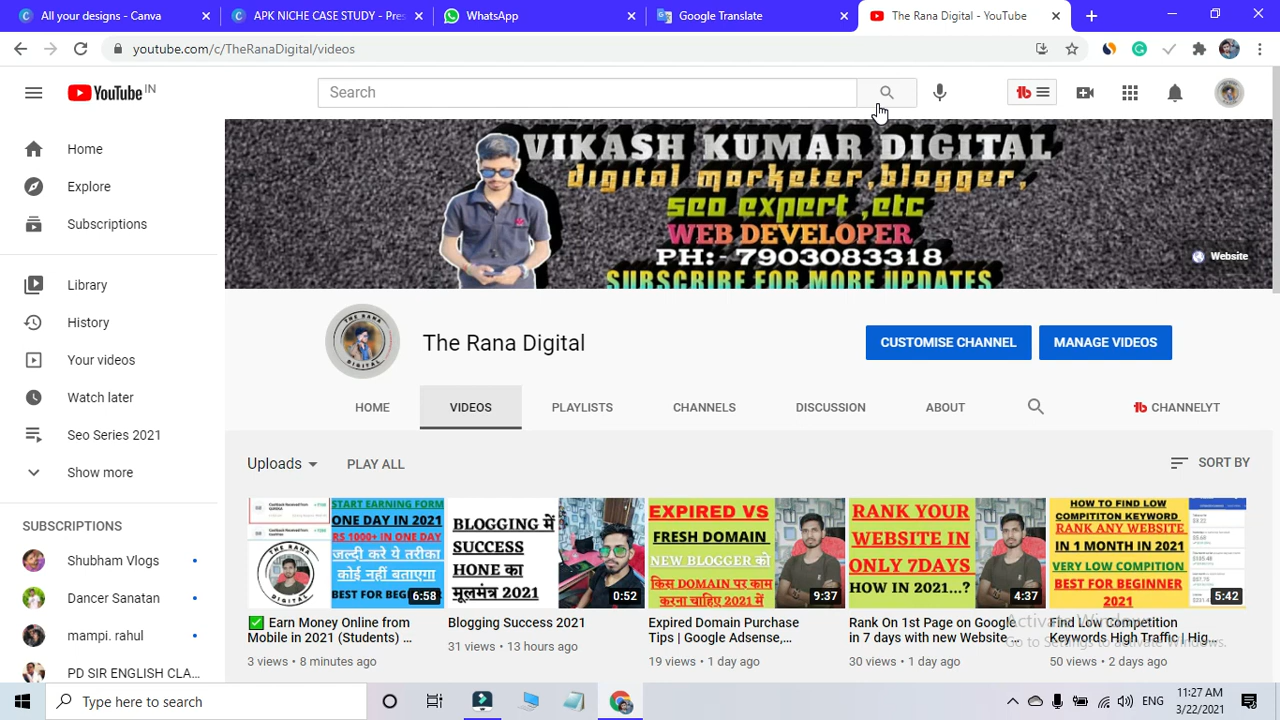 All your designs - Canva
APK NICHE CASE STUDY - Pres
WhatsApp
Google Translate
The Rana Digital - YouTube
youtube.com/c/TheRanaDigital/videos
YouTube IN
Search
VIKASH KUMAR DIGITAL
digital marketer,blogger,
seo expert ,etc
WEB DEVELOPER
PH:- 7903083318
SUBSCRIBE FOR MORE UPDATES
Website
Home
Explore
Subscriptions
Library
History
Your videos
Watch later
Seo Series 2021
Show more
SUBSCRIPTIONS
Shubham Vlogs
Dancer Sanatan
mampi. rahul
PD SIR ENGLISH CLA...
The Rana Digital
CUSTOMISE CHANNEL
MANAGE VIDEOS
HOME
VIDEOS
PLAYLISTS
CHANNELS
DISCUSSION
ABOUT
CHANNELYT
Uploads
PLAY ALL
SORT BY
START EARNING FORM
ONE DAY IN 2021
RS 1000+ IN ONE DAY
जल्दी करे ये तरीका
कोई नहीं बताएगा
BEST FOR BEG
6:58
Earn Money Online from
Mobile in 2021 (Students) ...
3 views • 8 minutes ago
BLOGGING में
SUCCESS
HONE का
मूलमंत्र 2021
0:52
Blogging Success 2021
31 views • 13 hours ago
EXPIRED VS
FRESH DOMAIN
NEW BLOGGER को
किस DOMAIN पर काम
करना चाहिए 2021 में
9:37
Expired Domain Purchase
Tips | Google Adsense,...
19 views • 1 day ago
RANK YOUR
WEBSITE IN
ONLY 7DAYS
HOW IN 2021...?
4:37
Rank On 1st Page on Google
in 7 days with new Website ...
30 views • 1 day ago
HOW TO FIND LOW
COMPITITON KEYWORD
RANK ANY WEBSITE
IN 1 MONTH IN 2021
VERY LOW COMPITION
BEST FOR BEGINNER
2021
5:42
Find Low Competition
Keywords High Traffic | Hig...
50 views • 2 days ago
Activate Windows
Go to Settings to activate Windows.
Type here to search
ENG
11:27 AM
3/22/2021